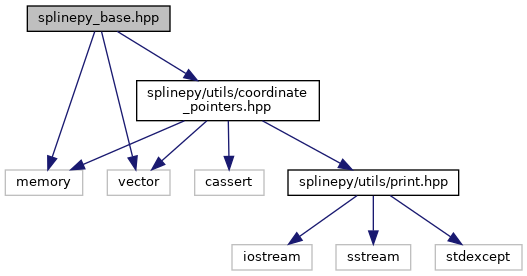 splinepy_base.hpp
splinepy/utils/coordinate
_pointers.hpp
memory
vector
cassert
splinepy/utils/print.hpp
iostream
sstream
stdexcept